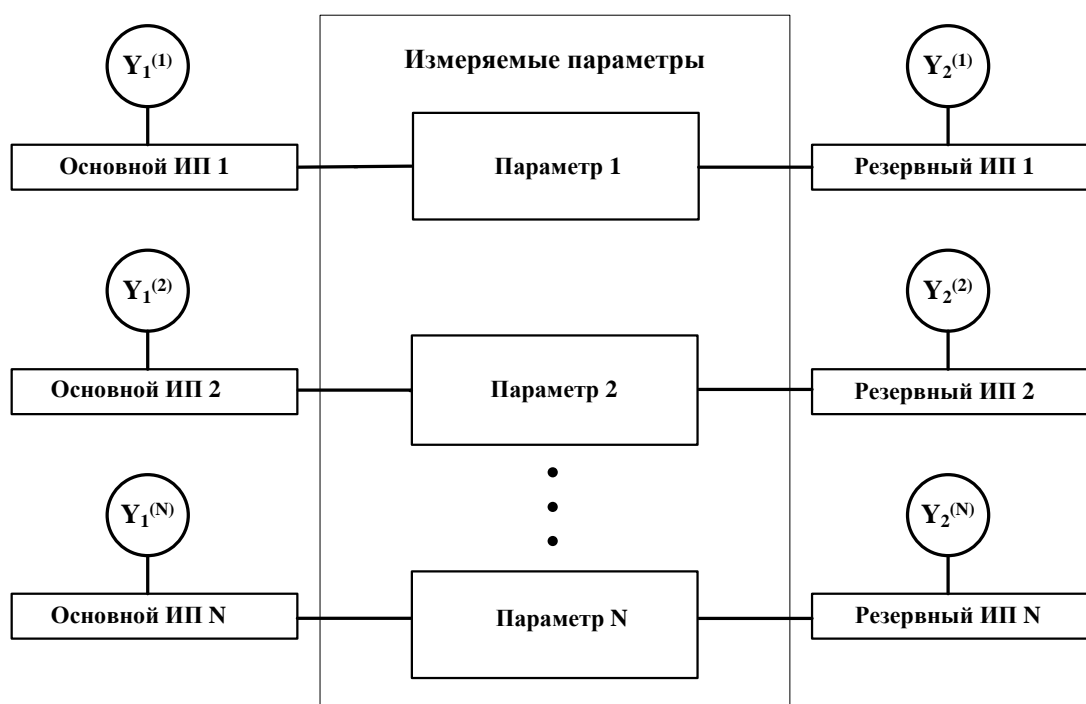 Измеряемые параметры
Y₁⁽¹⁾
Y₂⁽¹⁾
Основной ИП 1
Параметр 1
Резервный ИП 1
Y₁⁽²⁾
Y₂⁽²⁾
Основной ИП 2
Параметр 2
Резервный ИП 2
Y₁⁽ᴺ⁾
Y₂⁽ᴺ⁾
Основной ИП N
Параметр N
Резервный ИП N